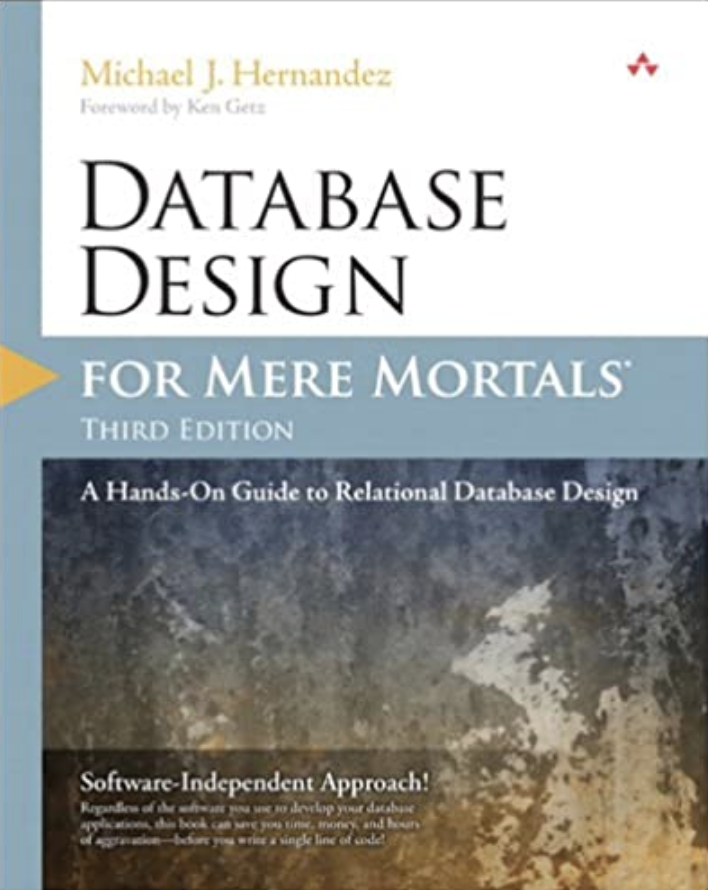 Michael J. Hernandez
Foreword by Ken Getz
DATABASE
DESIGN
FOR MERE MORTALS®
THIRD EDITION
A Hands-On Guide to Relational Database Design
Software-Independent Approach!
Regardless of the software you use to develop your database
applications, this book can save you time, money, and hours
of aggravation—before you write a single line of code!